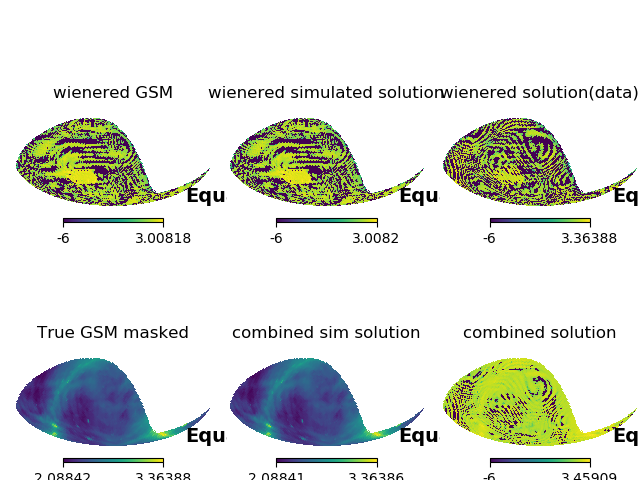 wienered GSM
wienered simulated solution
wienered solution(data)
Equ
Equ
Eq
-6 3.00818
-6 3.0082
-6 3.36388
True GSM masked
combined sim solution
combined solution
Equ
Equ
Eq
2.08842 3.36388
2.08841 3.36386
-6 3.45909